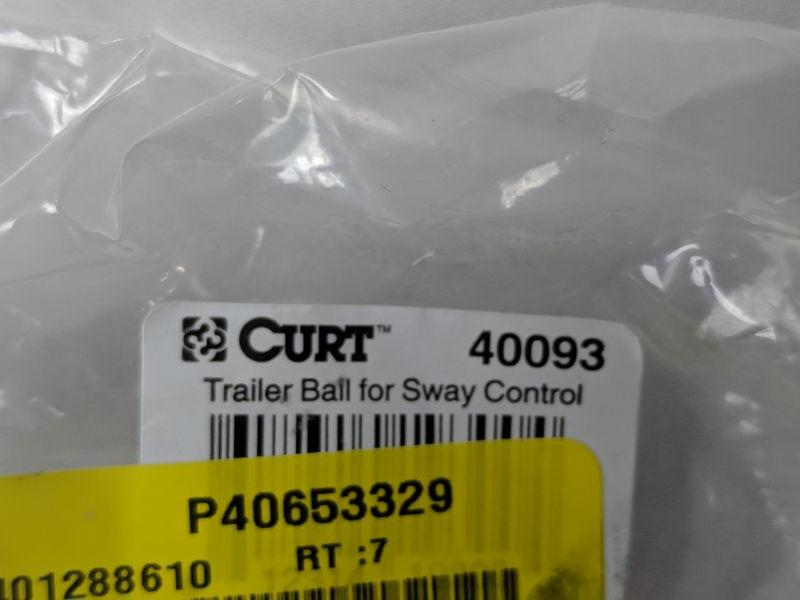 CURT™ 40093
Trailer Ball for Sway Control
P40653329
RT :7
401288610